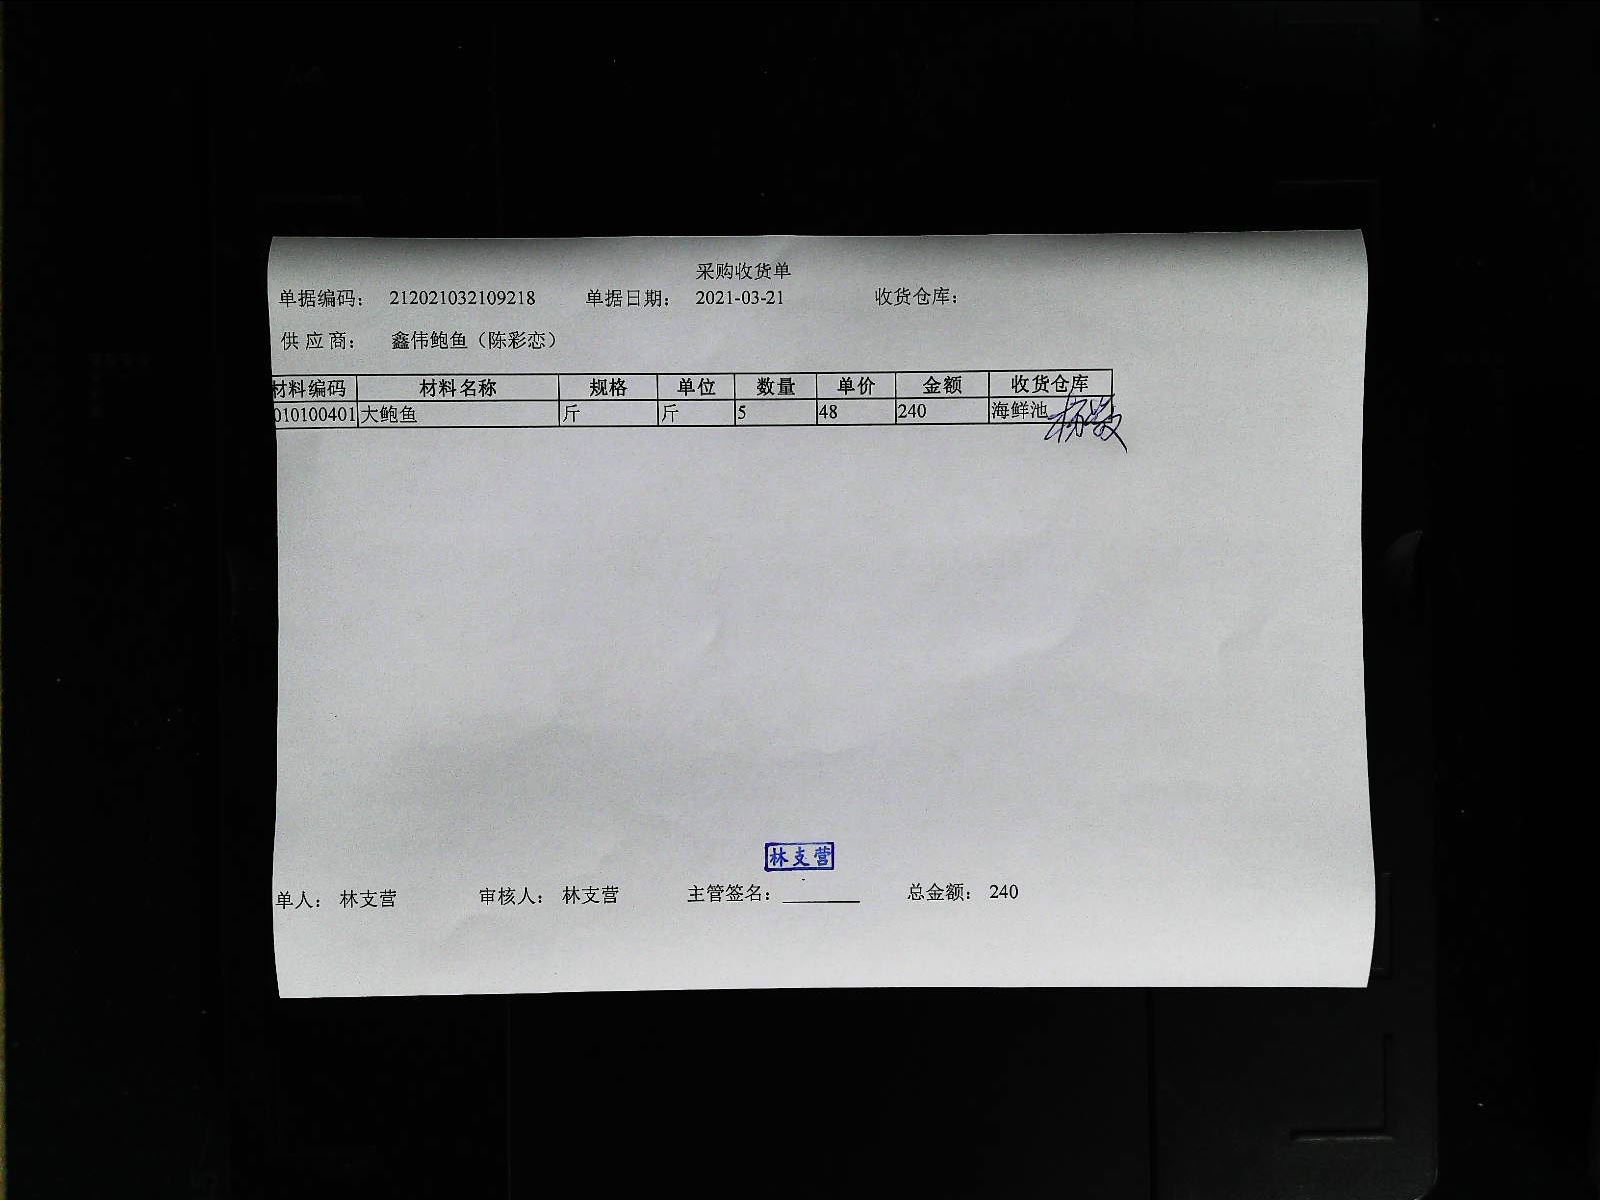 采购收货单
单据编码： 212021032109218 单据日期： 2021-03-21 收货仓库：
供 应 商： 鑫伟鲍鱼（陈彩恋）
材料编码 材料名称 规格 单位 数量 单价 金额 收货仓库
010100401 大鲍鱼 斤 斤 5 48 240 海鲜池
林支营
单人： 林支营 审核人： 林支营 主管签名： 总金额： 240